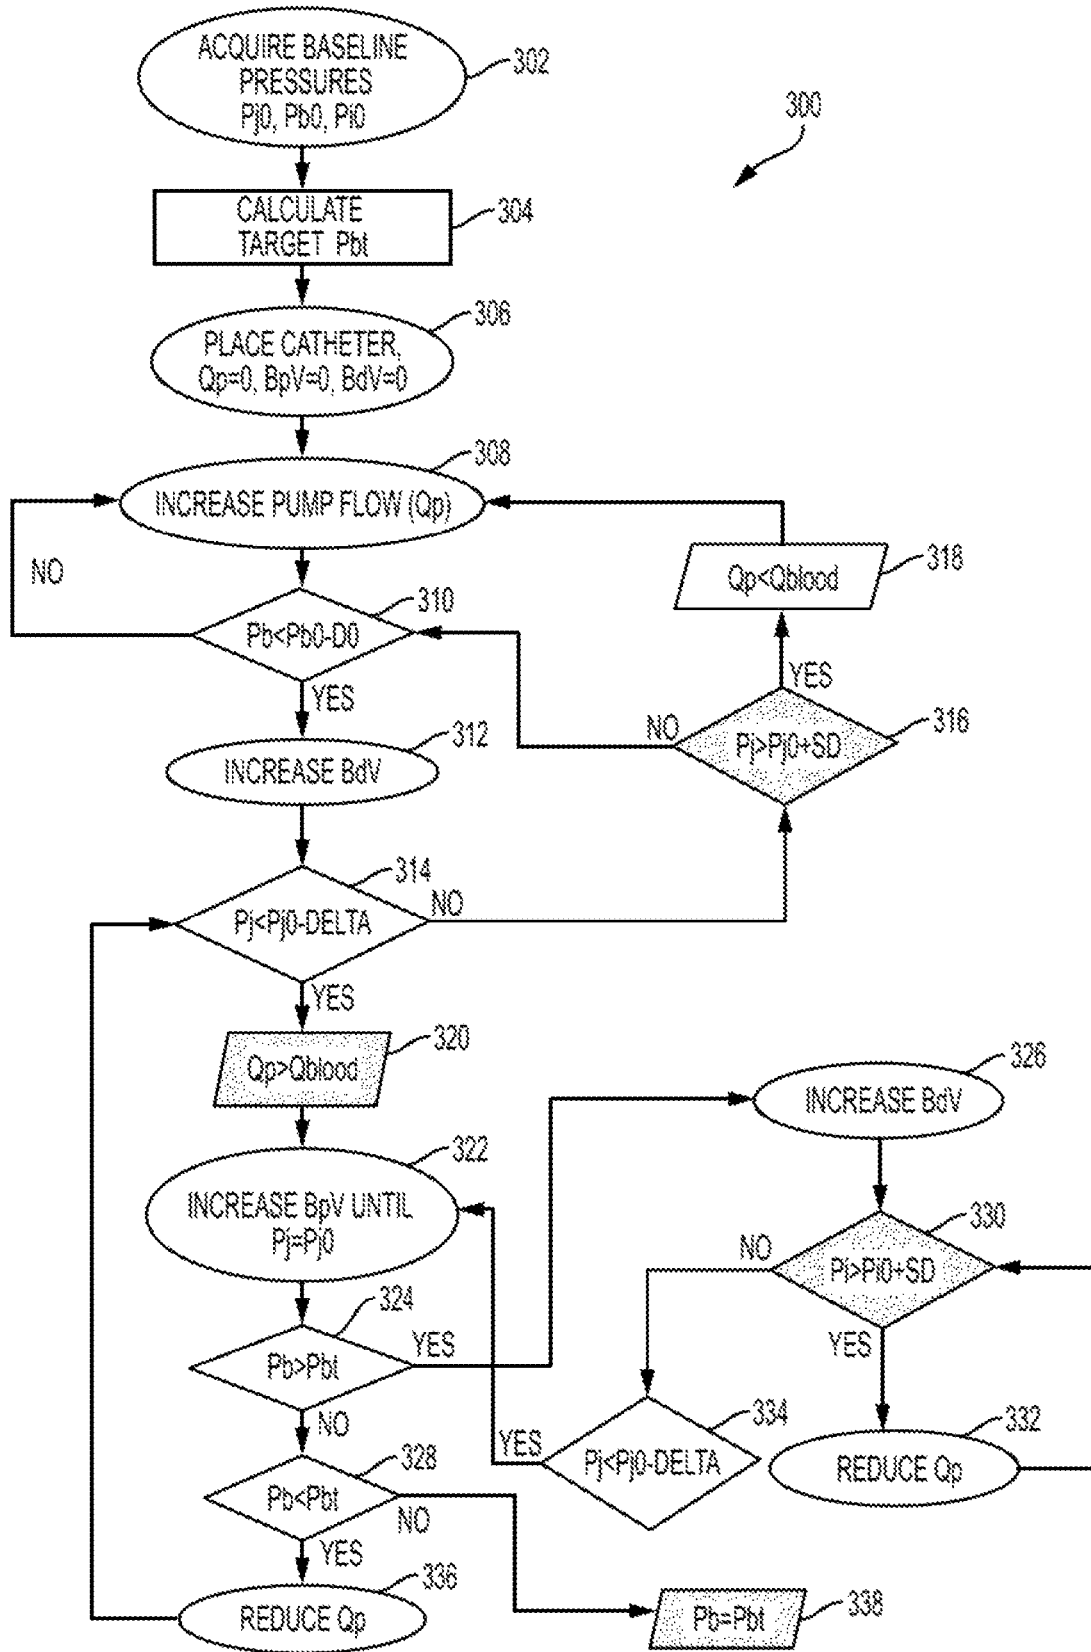 ACQUIRE BASELINE
PRESSURES
Pj0, Pb0, Pi0
302
300
CALCULATE
TARGET Pbt
304
306
PLACE CATHETER,
Qp=0, BpV=0, BdV=0
308
INCREASE PUMP FLOW (Qp)
NO
310
Pb<Pb0-D0
YES
Qp<Qblood
318
YES
NO
Pj>Pj0+SD
316
312
INCREASE BdV
314
Pj<Pj0-DELTA
NO
YES
320
Qp>Qblood
326
INCREASE BdV
322
INCREASE BpV UNTIL
Pj=Pj0
330
NO
Pi>Pi0+SD
YES
324
Pb>Pbt
YES
NO
334
YES
Pj<Pj0-DELTA
332
REDUCE Qp
328
Pb<Pbt
NO
YES
336
REDUCE Qp
Pb=Pbt
338